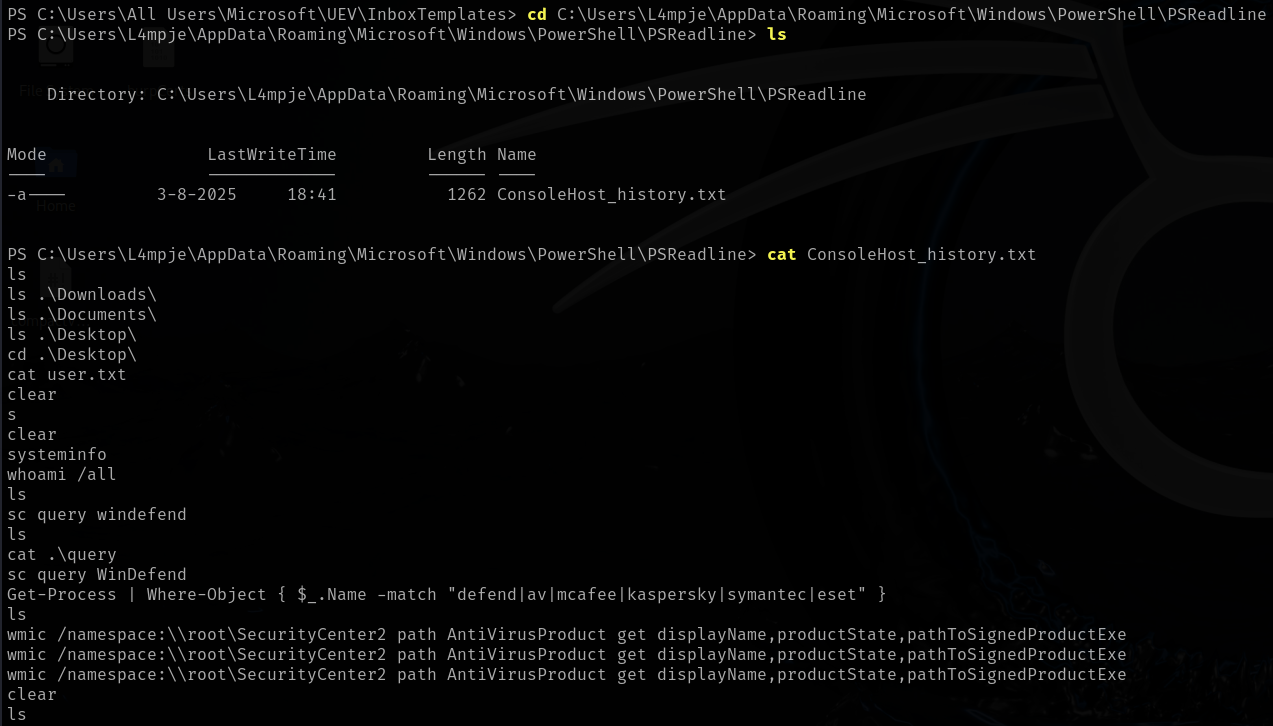 PS C:\Users\All Users\Microsoft\UEV\InboxTemplates> cd C:\Users\L4mpje\AppData\Roaming\Microsoft\Windows\PowerShell\PSReadline
PS C:\Users\L4mpje\AppData\Roaming\Microsoft\Windows\PowerShell\PSReadline> ls
Directory: C:\Users\L4mpje\AppData\Roaming\Microsoft\Windows\PowerShell\PSReadline
Mode LastWriteTime Length Name
---- ------------- ------ ----
-a---- 3-8-2025 18:41 1262 ConsoleHost_history.txt
Home
PS C:\Users\L4mpje\AppData\Roaming\Microsoft\Windows\PowerShell\PSReadline> cat ConsoleHost_history.txt
ls
ls .\Downloads\
ls .\Documents\
ls .\Desktop\
cd .\Desktop\
cat user.txt
clear
s
clear
systeminfo
whoami /all
ls
sc query windefend
ls
cat .\query
sc query WinDefend
Get-Process | Where-Object { $_.Name -match "defend|av|mcafee|kaspersky|symantec|eset" }
ls
wmic /namespace:\\root\SecurityCenter2 path AntiVirusProduct get displayName,productState,pathToSignedProductExe
wmic /namespace:\\root\SecurityCenter2 path AntiVirusProduct get displayName,productState,pathToSignedProductExe
wmic /namespace:\\root\SecurityCenter2 path AntiVirusProduct get displayName,productState,pathToSignedProductExe
clear
ls